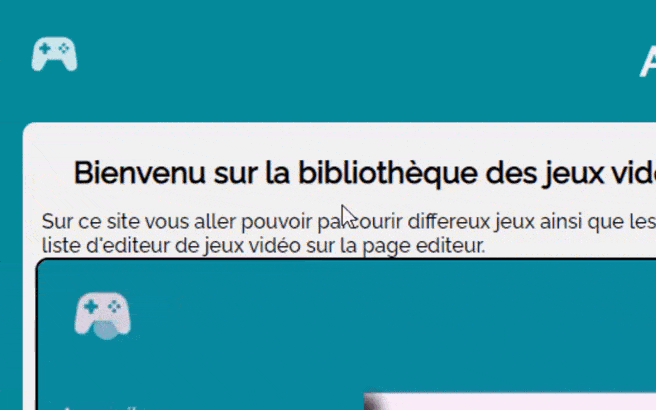 Bienvenu sur la bibliothèque des jeux
Sur ce site vous aller pouvoir parcourir differeux jeux ainsi que les
liste d'editeur de jeux vidéo sur la page editeur.